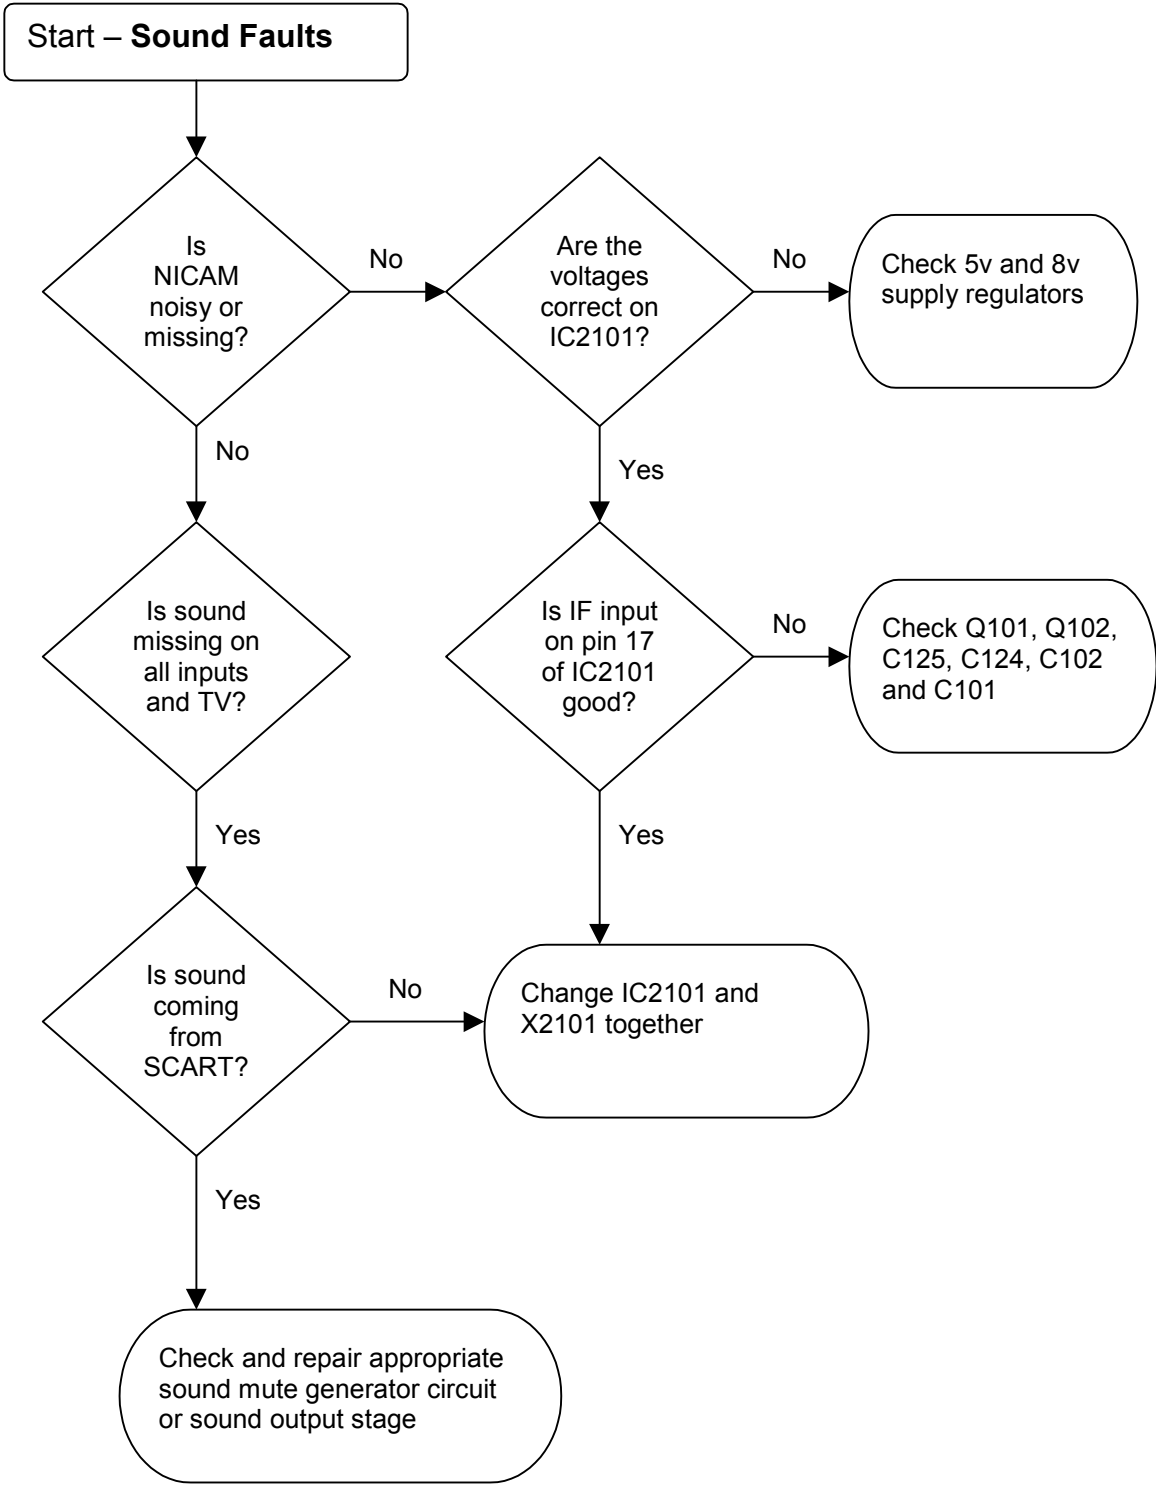 Start – Sound Faults
Is
NICAM
noisy or
missing?
No
Are the
voltages
correct on
IC2101?
No
Check 5v and 8v
supply regulators
No
Yes
Is sound
missing on
all inputs
and TV?
Is IF input
on pin 17
of IC2101
good?
No
Check Q101, Q102,
C125, C124, C102
and C101
Yes
Yes
Is sound
coming
from
SCART?
No
Change IC2101 and
X2101 together
Yes
Check and repair appropriate
sound mute generator circuit
or sound output stage